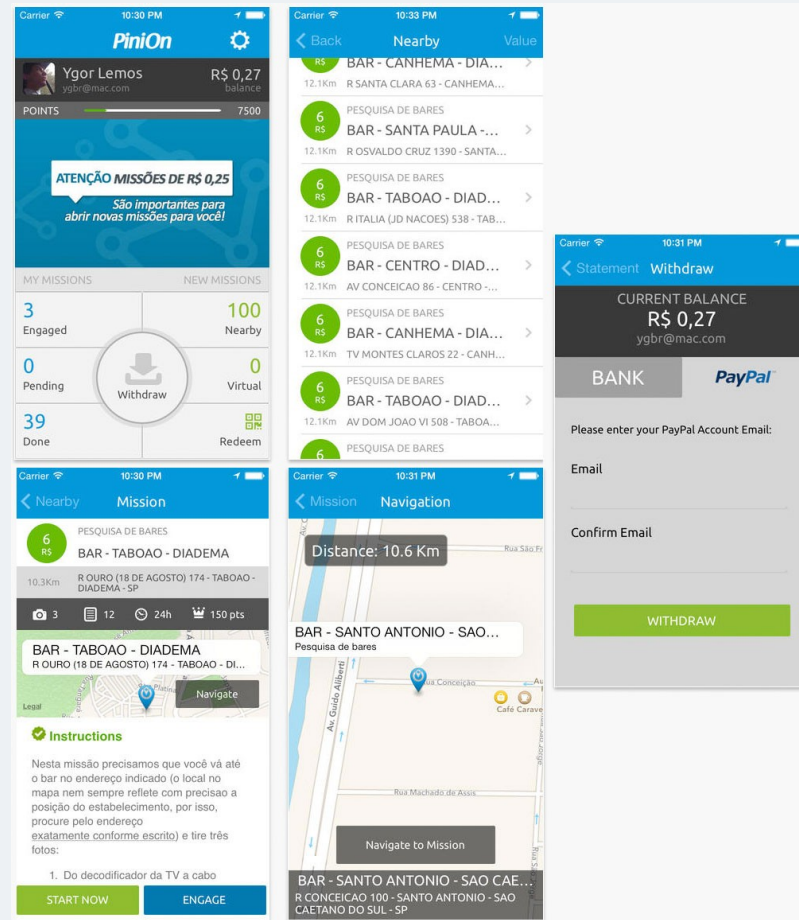 Carrier 10:30 PM
PiniOn
Ygor Lemos R$ 0,27
ygbr@mac.com balance
POINTS 7500
ATENÇÃO MISSÕES DE R$ 0,25
São importantes para
abrir novas missões para você!
MY MISSIONS NEW MISSIONS
3 100
Engaged Nearby
0 0
Pending Virtual
Withdraw
39
Done Redeem
Carrier 10:33 PM
Back Nearby Value
RS BAR - CANHEMA - DIA...
12.1Km R SANTA CLARA 63 - CANHEMA...
PESQUISA DE BARES
6 RS BAR - SANTA PAULA -...
12.1Km R OSVALDO CRUZ 1390 - SANTA...
PESQUISA DE BARES
6 RS BAR - TABOAO - DIAD...
12.1Km R ITALIA (JD NACOES) 538 - TAB...
PESQUISA DE BARES
6 RS BAR - CENTRO - DIAD...
12.1Km AV CONCEICAO 86 - CENTRO -...
PESQUISA DE BARES
6 RS BAR - CANHEMA - DIA...
12.1Km TV MONTES CLAROS 22 - CANH...
PESQUISA DE BARES
6 RS BAR - TABOAO - DIAD...
12.1Km AV DOM JOAO VI 508 - TABOA...
6 PESQUISA DE BARES
Carrier 10:31 PM
Statement Withdraw
CURRENT BALANCE
R$ 0,27
ygbr@mac.com
BANK PayPal
Please enter your PayPal Account Email:
Email
Confirm Email
WITHDRAW
Carrier 10:30 PM
Nearby Mission
PESQUISA DE BARES
6 RS BAR - TABOAO - DIADEMA
10.3Km R OURO (18 DE AGOSTO) 174 - TABOAO -
DIADEMA - SP
3 12 24h 150 pts
BAR - TABOAO - DIADEMA
R OURO (18 DE AGOSTO) 174 - TABOAO - DI...
Platina
Navigate
Legal
Instructions
Nesta missão precisamos que você vá até
o bar no endereço indicado (o local no
mapa nem sempre reflete com precisao a
posição do estabelecimento, por isso,
procure pelo endereço
exatamente conforme escrito) e tire três
fotos:
1. Do decodificador da TV a cabo
START NOW ENGAGE
Carrier 10:31 PM
Mission Navigation
Distance: 10.6 Km
Rua São Fr
BAR - SANTO ANTONIO - SAO...
Pesquisa de bares
Rua Conceição
Av. Guido Aliberti
Café Carave
Rua Machado de Assis
Navigate to Mission
BAR - SANTO ANTONIO - SAO CAE...
R CONCEICAO 100 - SANTO ANTONIO - SAO
CAETANO DO SUL - SP